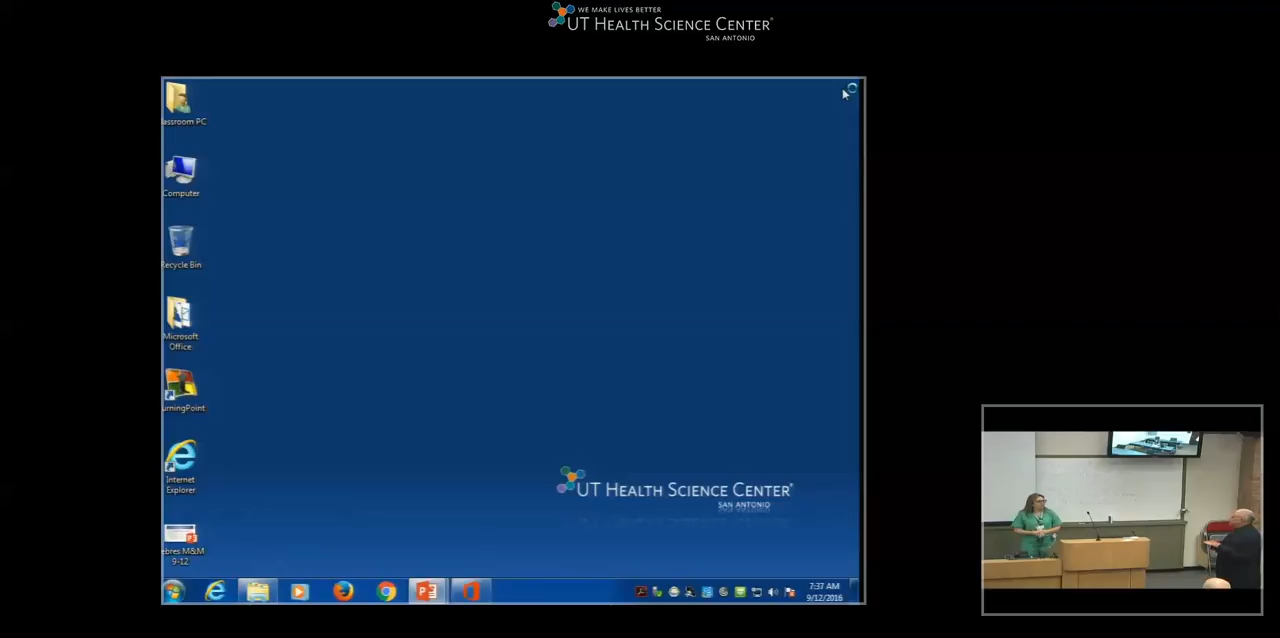 WE MAKE LIVES BETTER
UT HEALTH SCIENCE CENTER®
SAN ANTONIO
assroom PC
Computer
Recycle Bin
Microsoft
Office
urningPoint
Internet
Explorer
ebres M&M
9-12
UT HEALTH SCIENCE CENTER®
SAN ANTONIO
7:37 AM
9/12/2016